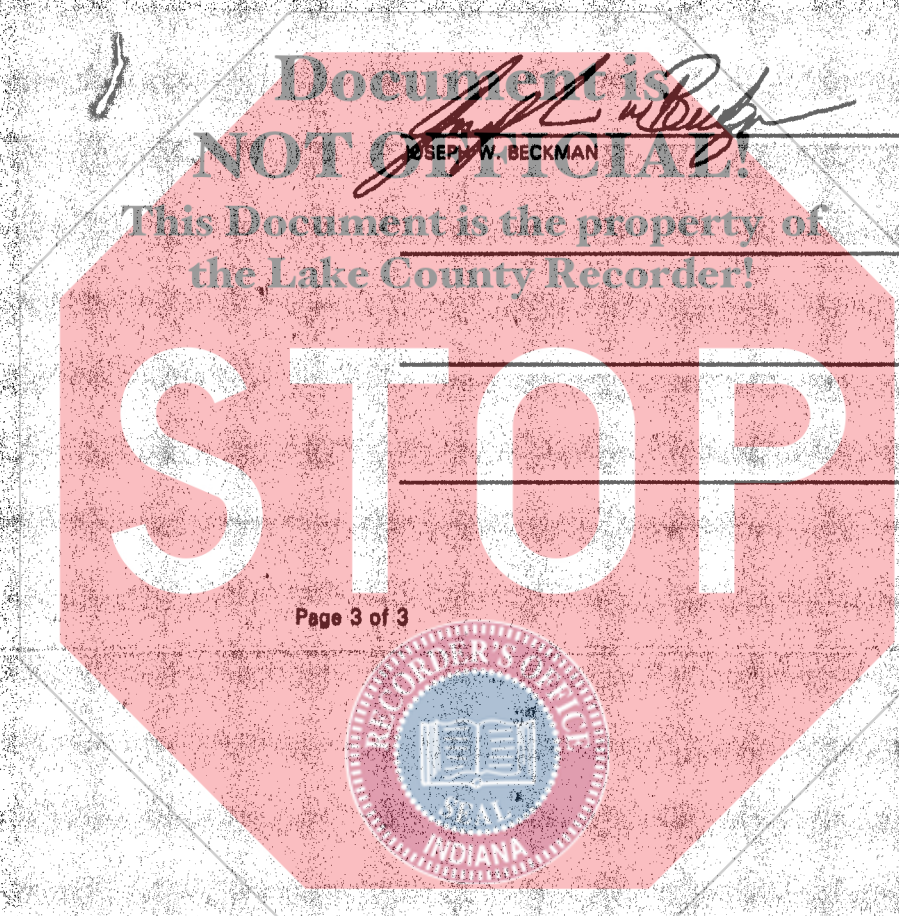 Document is
NOT OFFICIAL!
JOSEPH W. BECKMAN
This Document is the property of
the Lake County Recorder!
STOP
Page 3 of 3
RECORDER'S OFFICE
SEAL
INDIANA